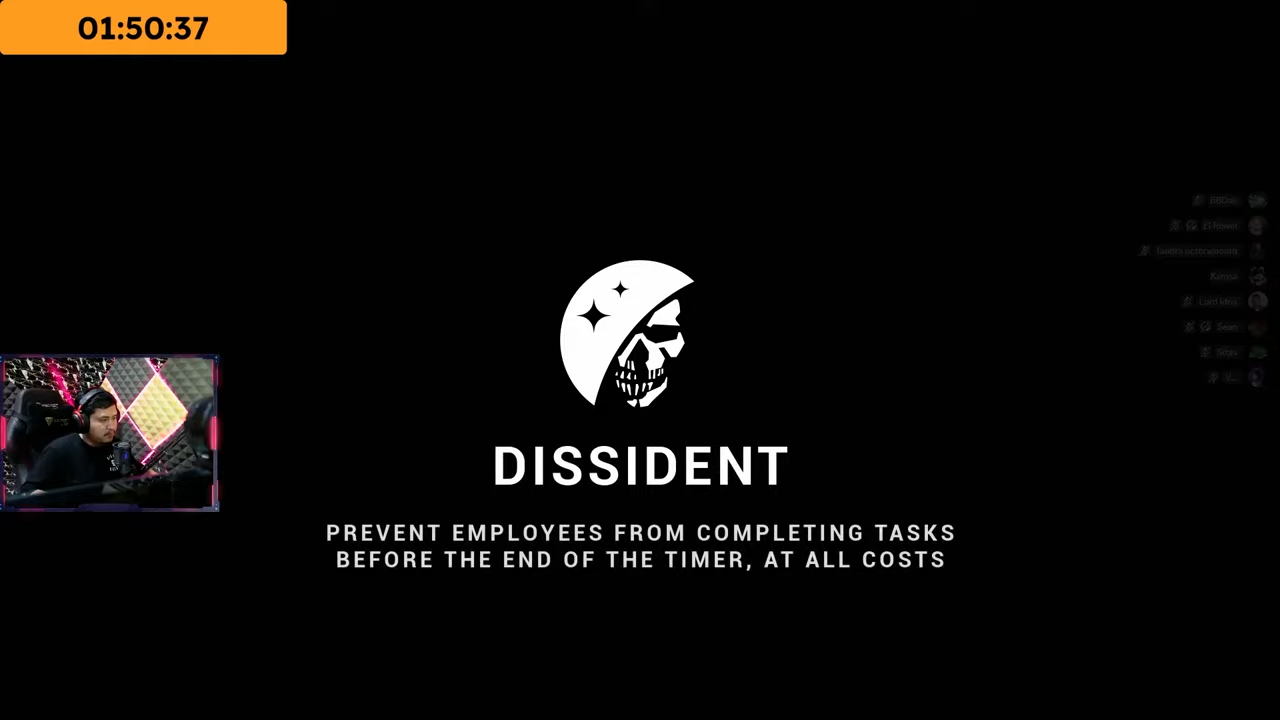 01:50:37
DISSIDENT
PREVENT EMPLOYEES FROM COMPLETING TASKS
BEFORE THE END OF THE TIMER, AT ALL COSTS